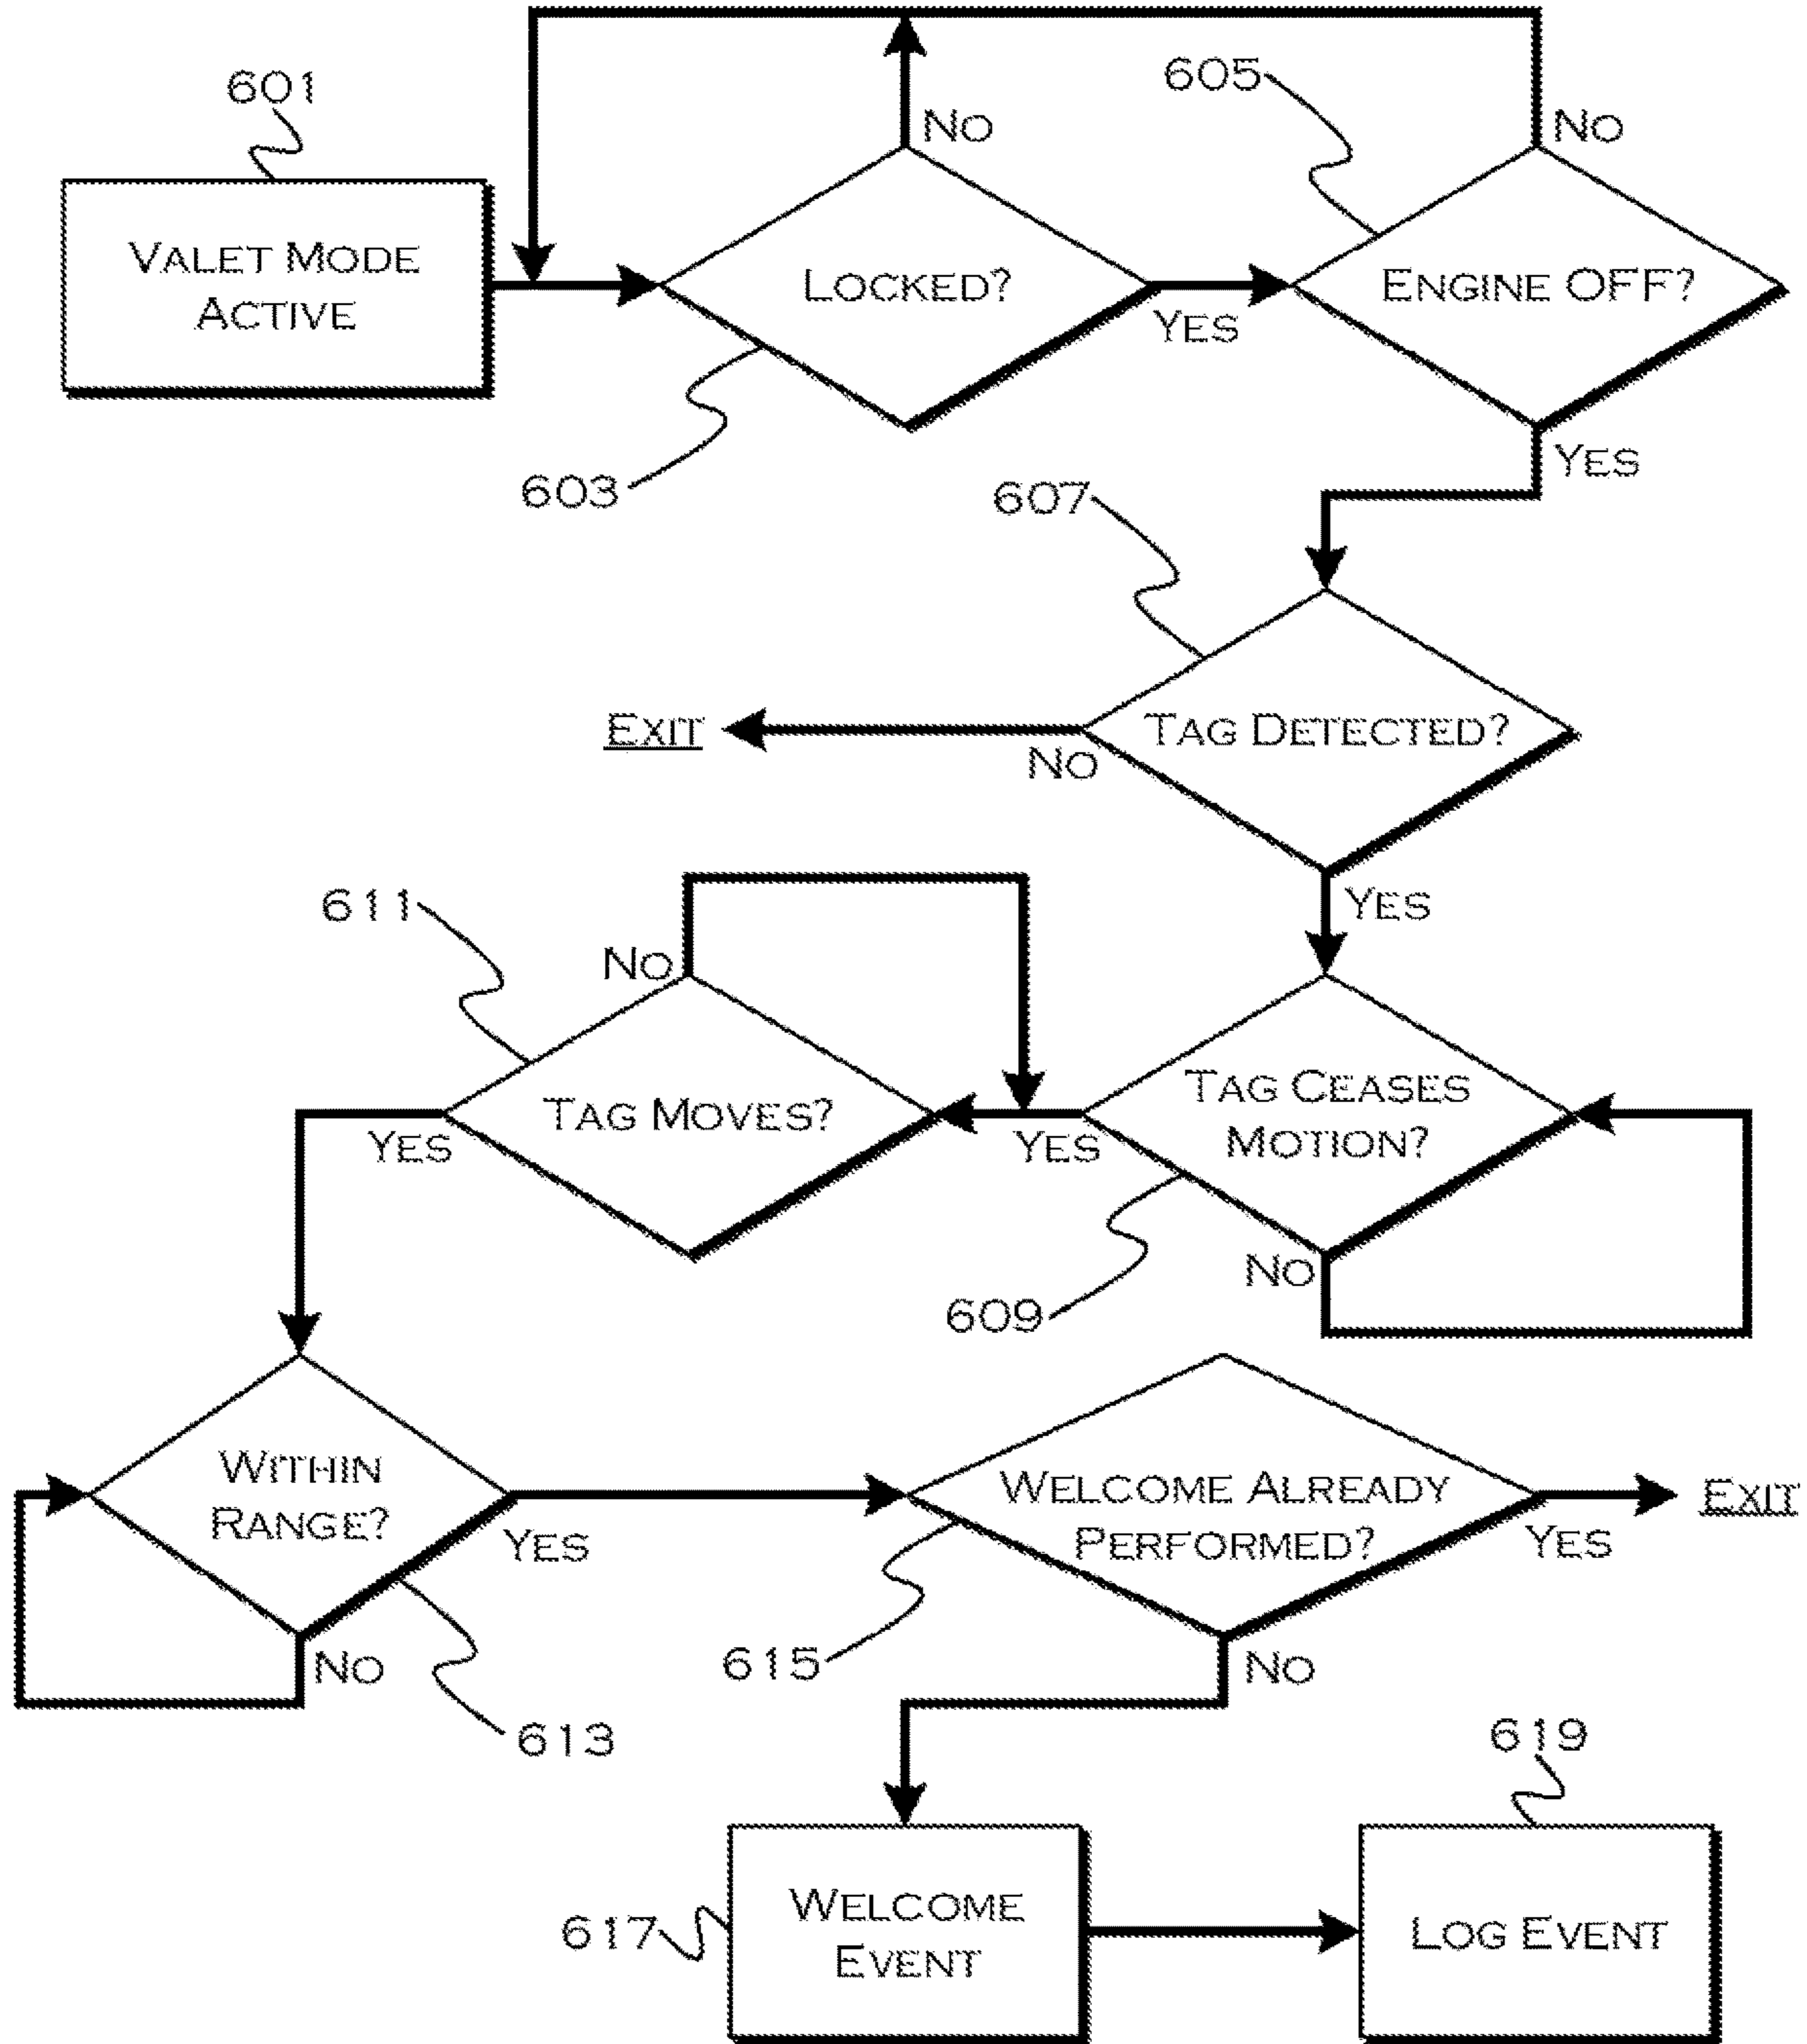 601
605
No
No
Valet Mode
Active
Locked?
Engine OFF?
Yes
Yes
603
607
Exit
Tag Detected?
No
Yes
611
No
Tag Ceases
Motion?
Tag Moves?
Yes
Yes
No
609
Within
Range?
Welcome Already
Performed?
Exit
Yes
Yes
No
615
No
613
619
Welcome
Event
617
Log Event